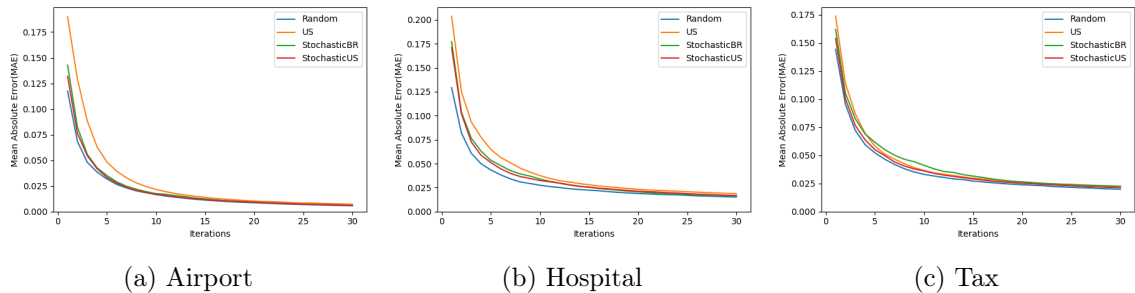 Mean Absolute Error(MAE)
0.175
0.150
0.125
0.100
0.075
0.050
0.025
0.000
0 5 10 15 20 25 30
Iterations
Random
US
StochasticBR
StochasticUS
(a) Airport
Mean Absolute Error(MAE)
0.200
0.175
0.150
0.125
0.100
0.075
0.050
0.025
0.000
0 5 10 15 20 25 30
Iterations
Random
US
StochasticBR
StochasticUS
(b) Hospital
Mean Absolute Error(MAE)
0.175
0.150
0.125
0.100
0.075
0.050
0.025
0.000
0 5 10 15 20 25 30
Iterations
Random
US
StochasticBR
StochasticUS
(c) Tax